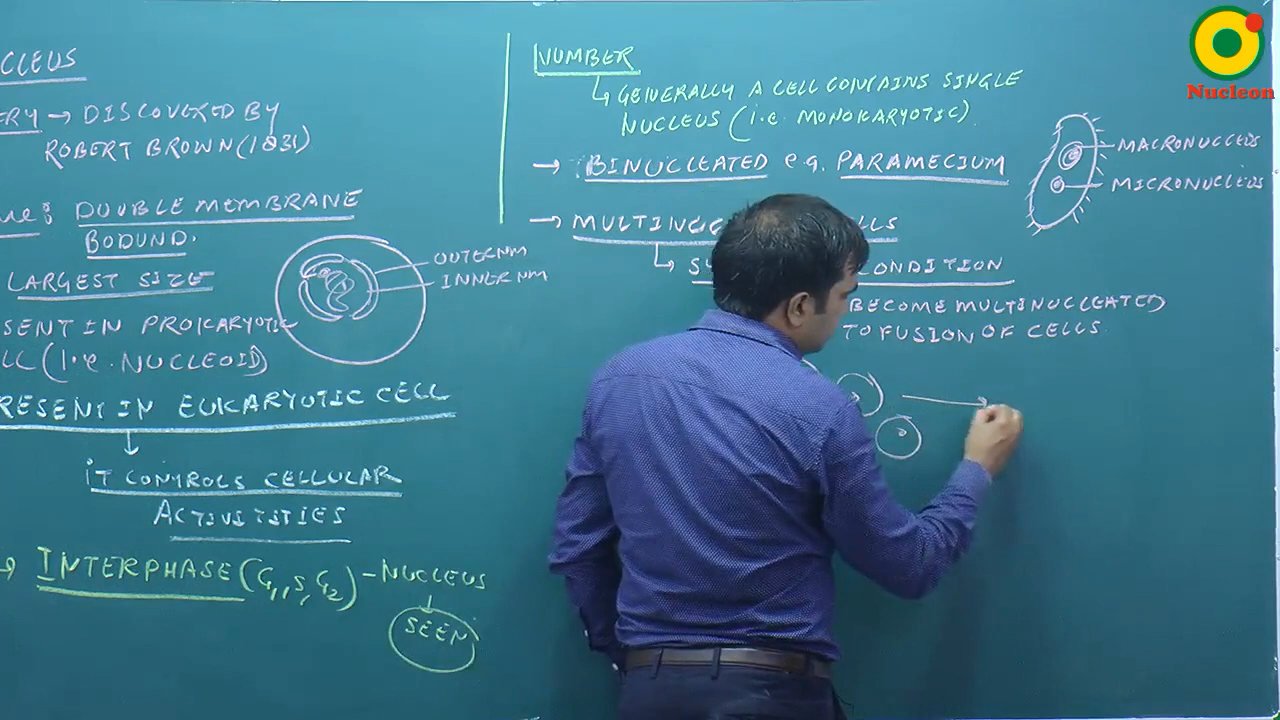 CLEUS
ERY → DISCOVERED BY
ROBERT BROWN (1831)
DOUBLE MEMBRANE
BODUND.
LARGEST SIZE
OUTER NM
INNER NM
SENT IN PROKARYOTIC
LL (i.e. NUCLEOID)
RESENT IN EUKARYOTIC CELL
iT CONTROLS CELLULAR
ACTIVITIES
→ INTERPHASE (G1, S, G2) - NUCLEUS
SEEN
NUMBER
GENERALLY A CELL CONTAINS SINGLE
NUCLEUS (i.e. MONOKARYOTIC).
→ BINUCLEATED e.g. PARAMECIUM
MACRONUCLEUS
MICRONUCLEUS
→ MULTINUC LLS
S CONDITION
BECOME MULTINUCLEATED
TO FUSION OF CELLS
Nucleon